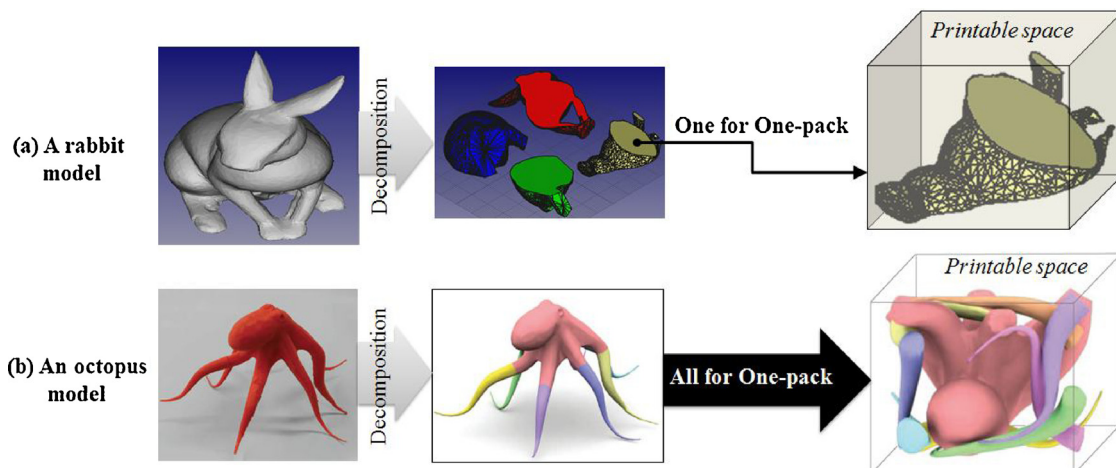 Printable space
(a) A rabbit
model
Decomposition
One for One-pack
Printable space
(b) An octopus
model
Decomposition
All for One-pack